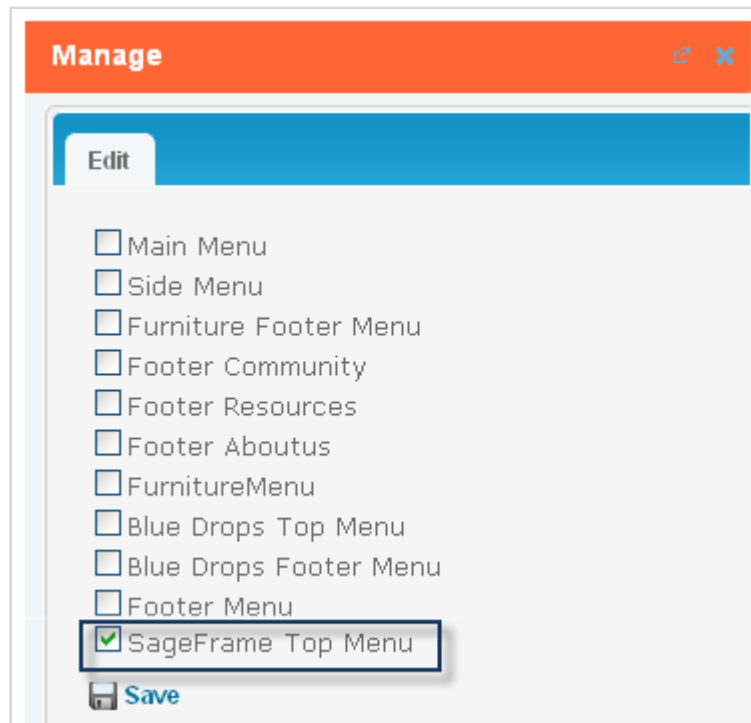 Manage
Edit
Main Menu
Side Menu
Furniture Footer Menu
Footer Community
Footer Resources
Footer Aboutus
FurnitureMenu
Blue Drops Top Menu
Blue Drops Footer Menu
Footer Menu
SageFrame Top Menu
Save